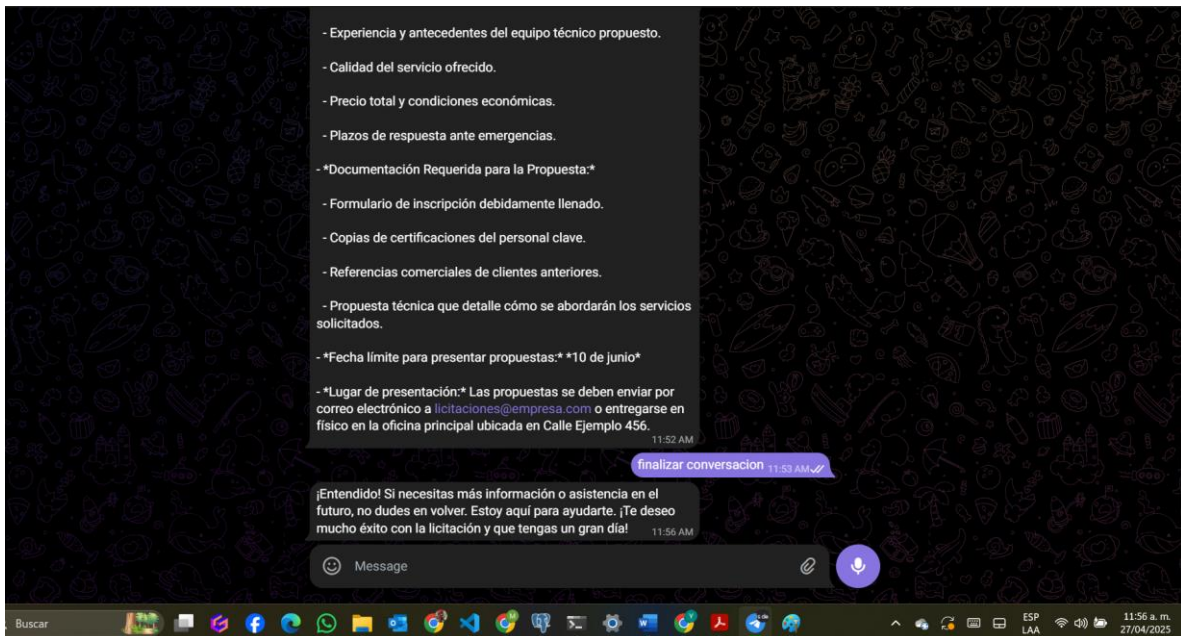 - Experiencia y antecedentes del equipo técnico propuesto.
- Calidad del servicio ofrecido.
- Precio total y condiciones económicas.
- Plazos de respuesta ante emergencias.
- *Documentación Requerida para la Propuesta:*
- Formulario de inscripción debidamente llenado.
- Copias de certificaciones del personal clave.
- Referencias comerciales de clientes anteriores.
- Propuesta técnica que detalle cómo se abordarán los servicios
solicitados.
- *Fecha límite para presentar propuestas:* *10 de junio*
- *Lugar de presentación:* Las propuestas se deben enviar por
correo electrónico a licitaciones@empresa.com o entregarse en
físico en la oficina principal ubicada en Calle Ejemplo 456.
11:52 AM
finalizar conversacion 11:53 AM
¡Entendido! Si necesitas más información o asistencia en el
futuro, no dudes en volver. Estoy aquí para ayudarte. ¡Te deseo
mucho éxito con la licitación y que tengas un gran día! 11:56 AM
Message
Buscar
ESP
LAA
11:56 a. m.
27/04/2025